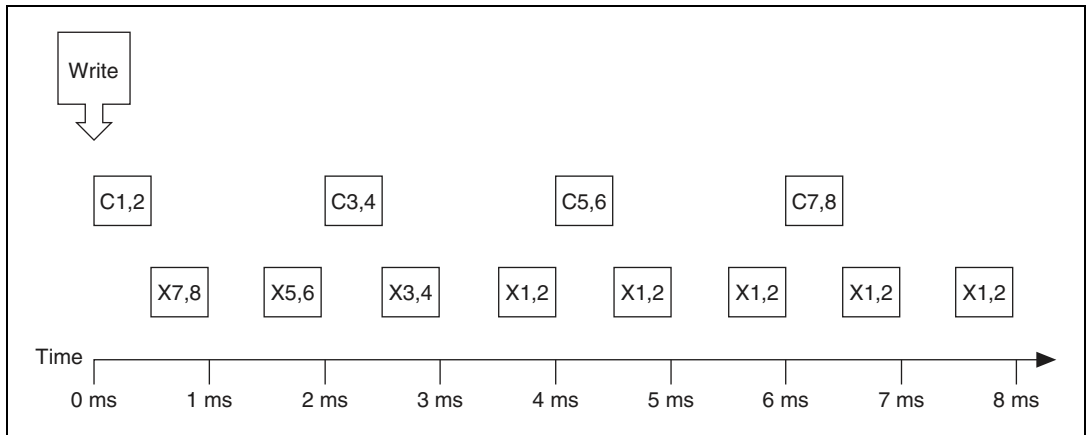 Write
C1,2 C3,4 C5,6 C7,8
X7,8 X5,6 X3,4 X1,2 X1,2 X1,2 X1,2 X1,2
Time
0 ms 1 ms 2 ms 3 ms 4 ms 5 ms 6 ms 7 ms 8 ms